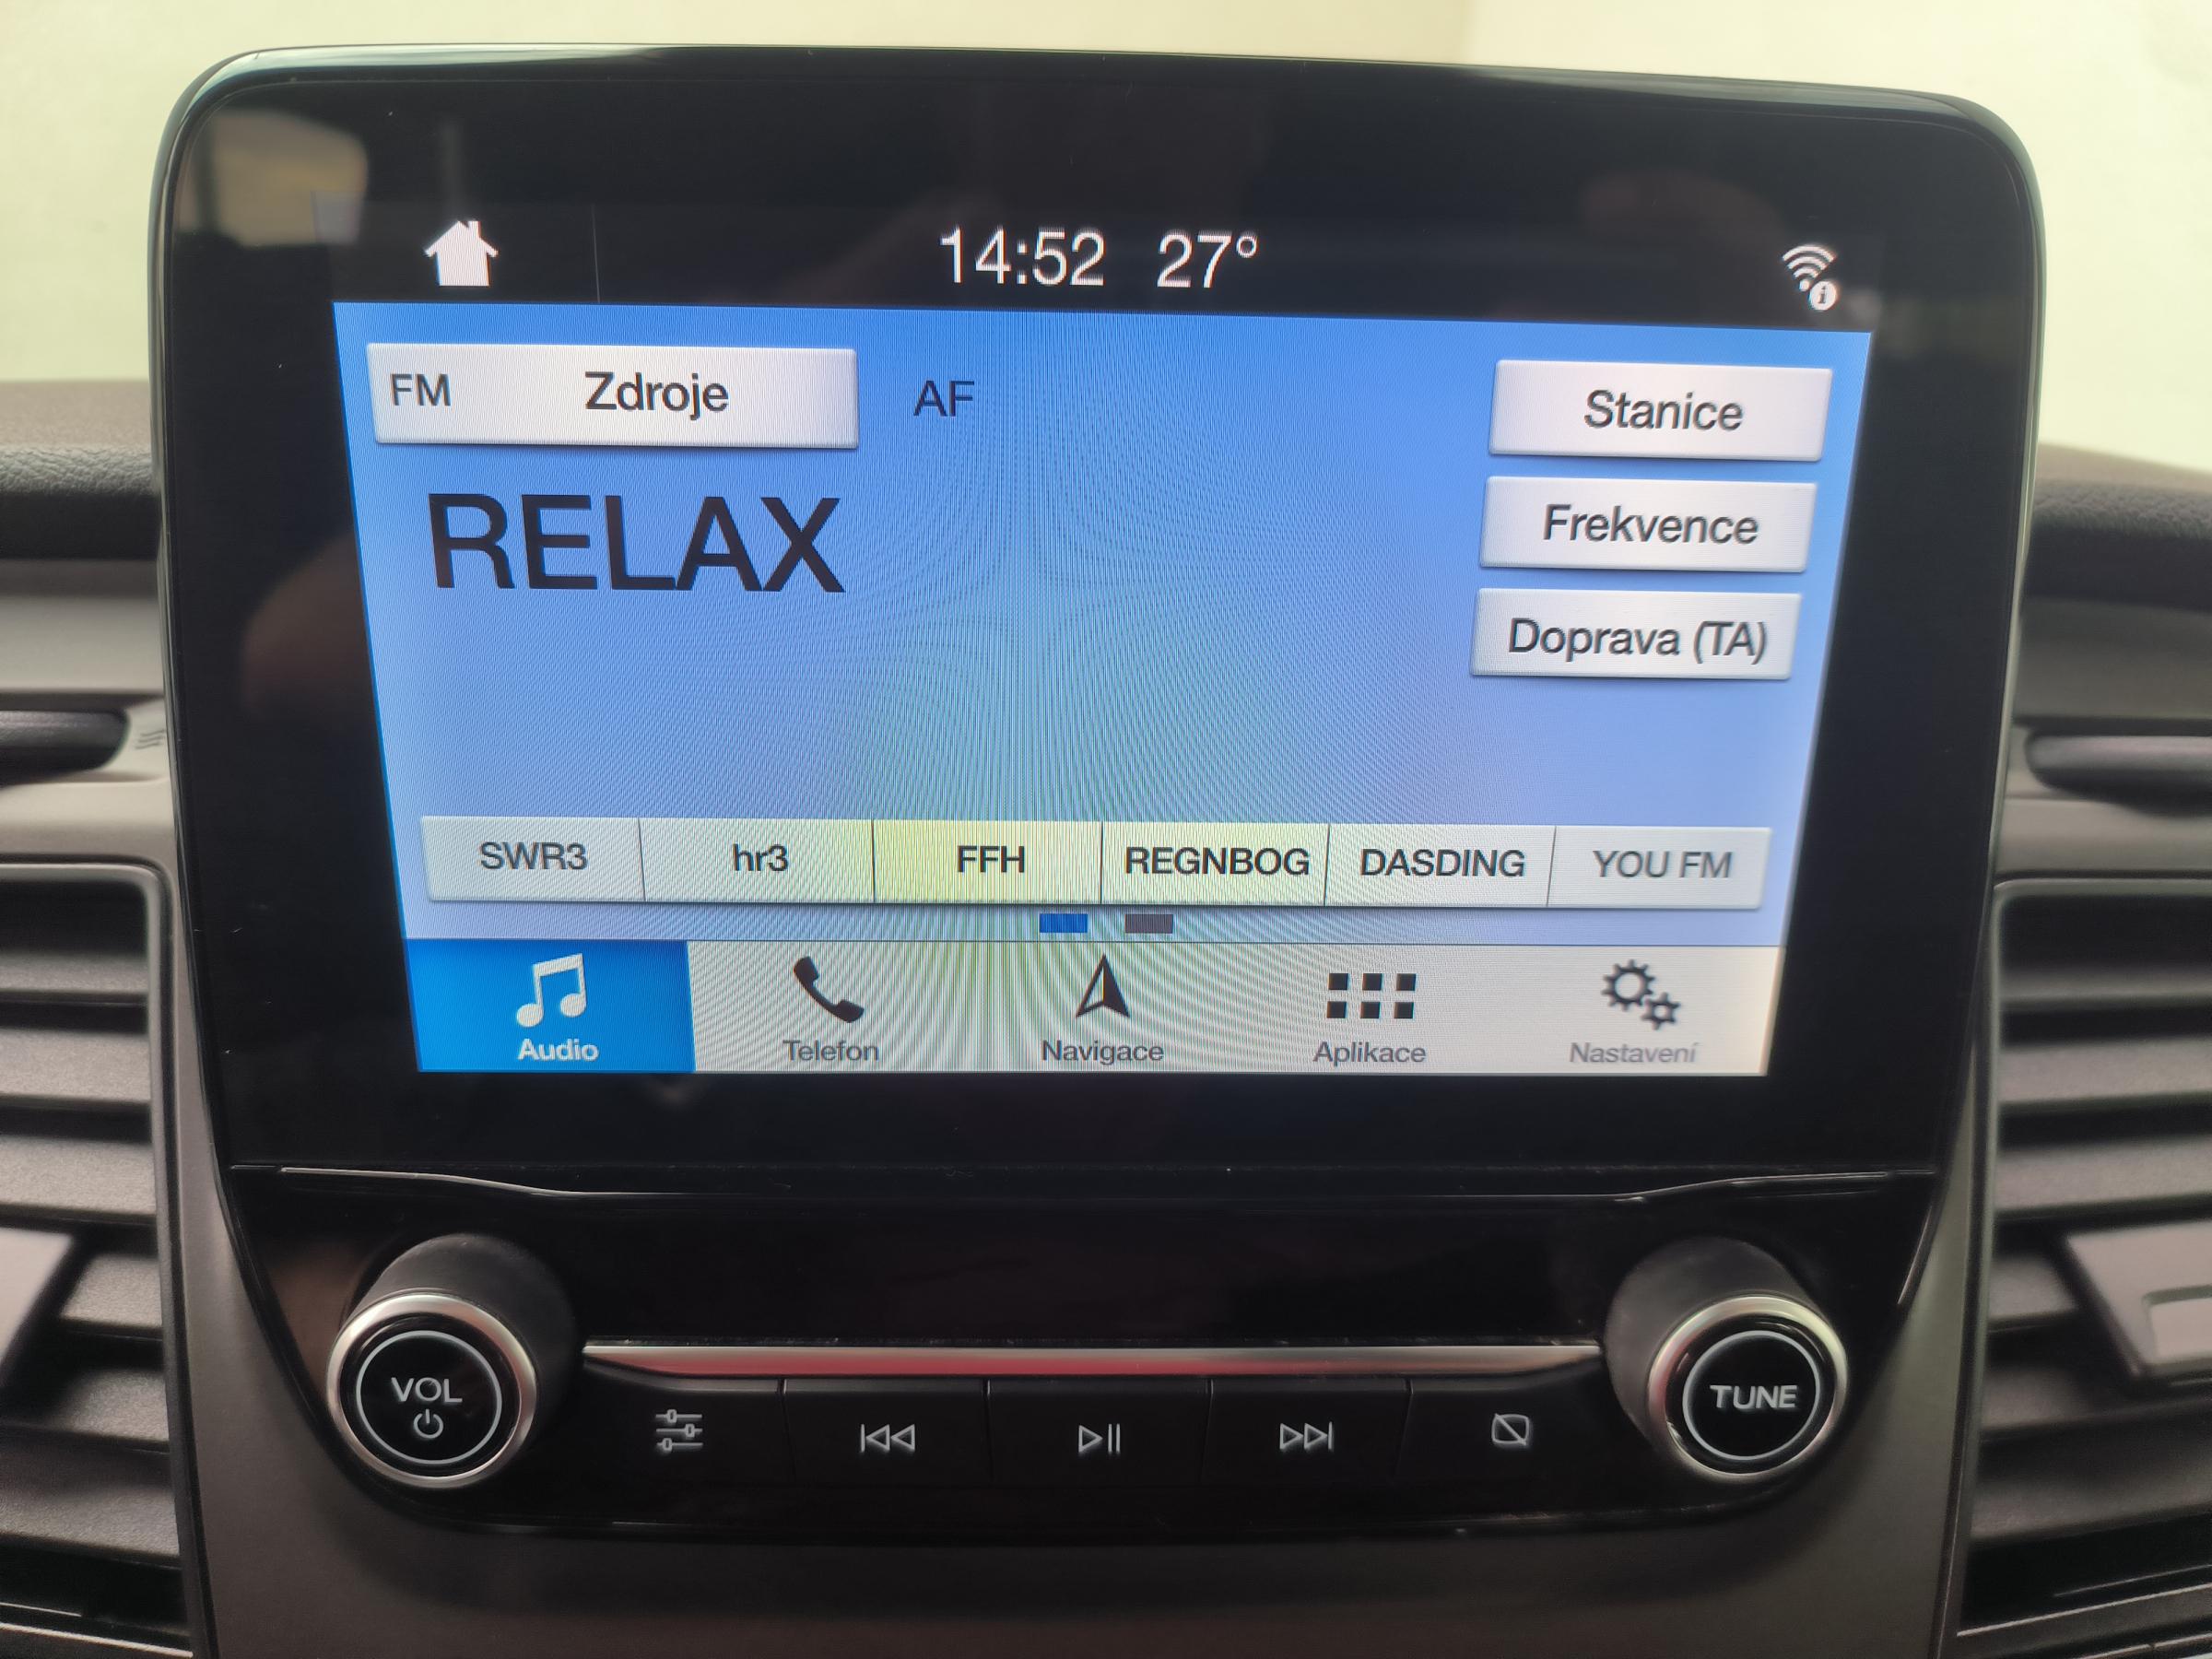 14:52 27°
FM Zdroje AF Stanice
RELAX
Frekvence
Doprava (TA)
SWR3 hr3 FFH REGNBOG DASDING YOU FM
Audio Telefon Navigace Aplikace Nastavení
VOL TUNE